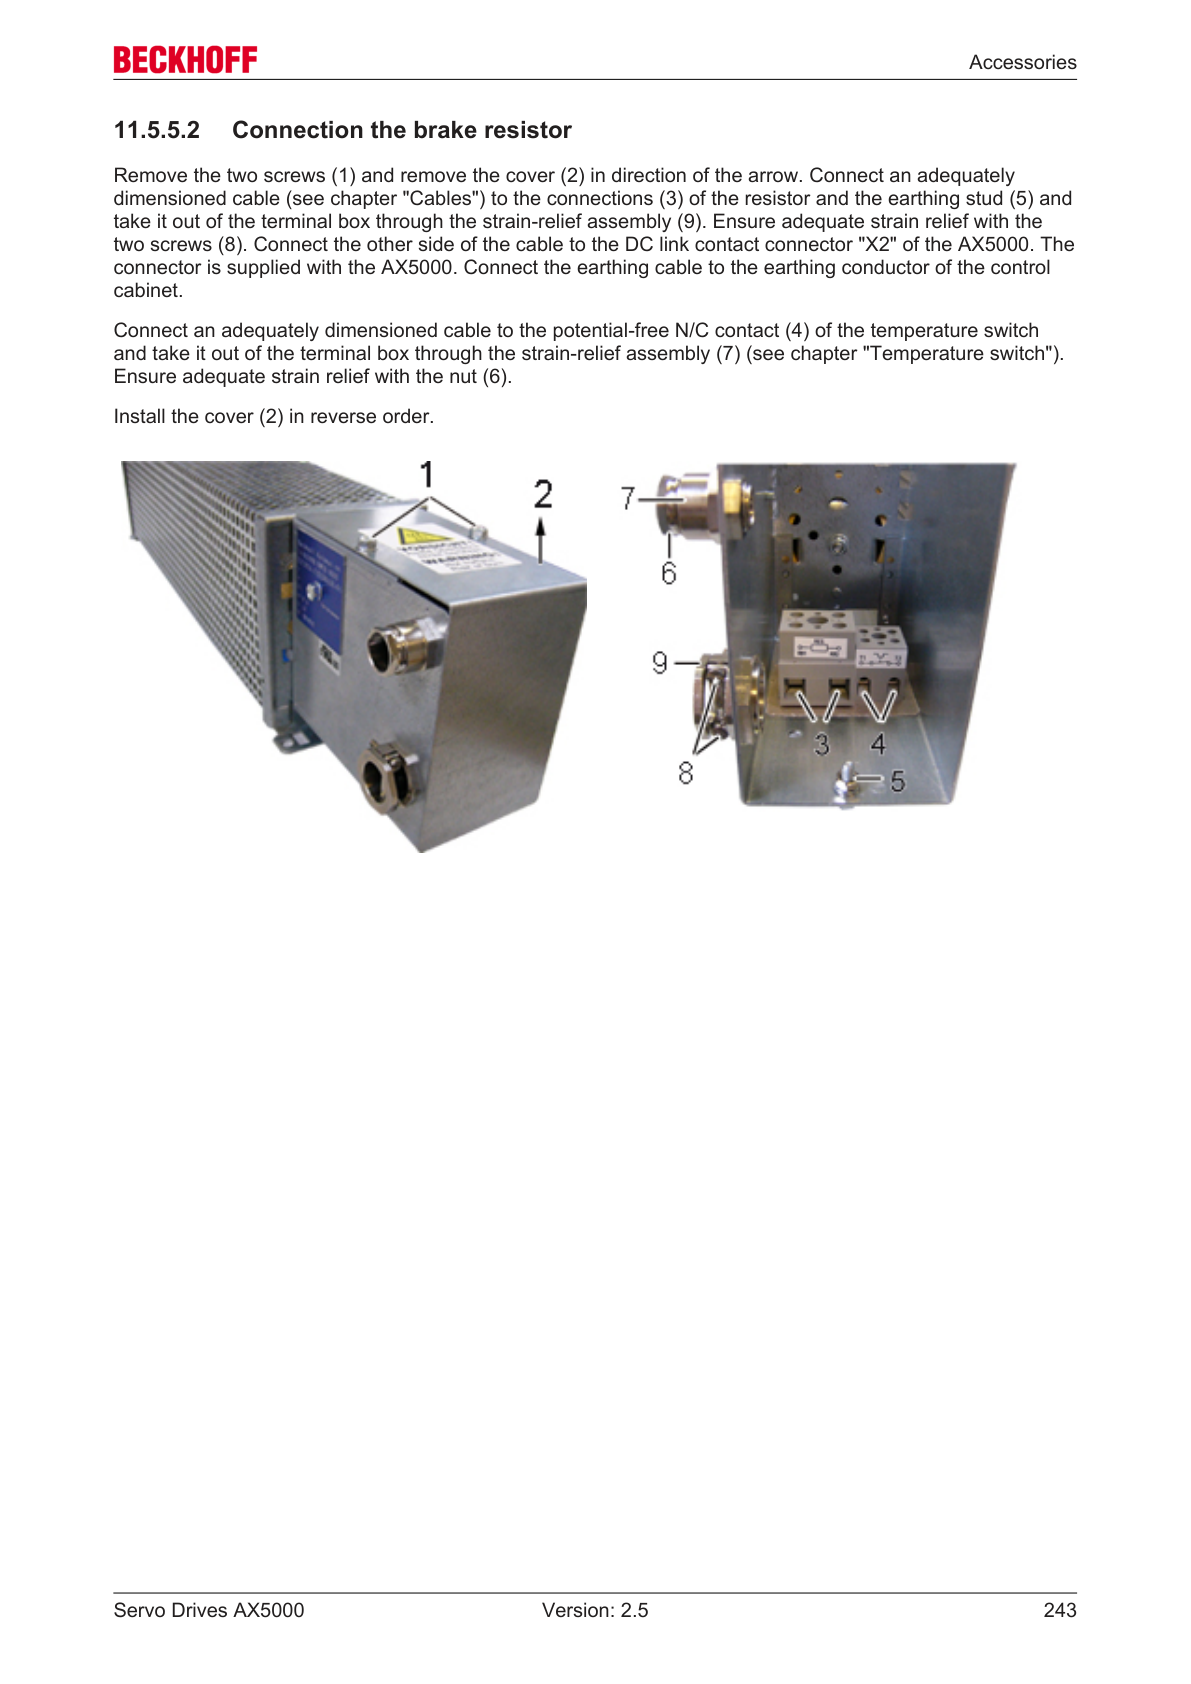 BECKHOFF
Accessories
11.5.5.2 Connection the brake resistor
Remove the two screws (1) and remove the cover (2) in direction of the arrow. Connect an adequately
dimensioned cable (see chapter "Cables") to the connections (3) of the resistor and the earthing stud (5) and
take it out of the terminal box through the strain-relief assembly (9). Ensure adequate strain relief with the
two screws (8). Connect the other side of the cable to the DC link contact connector "X2" of the AX5000. The
connector is supplied with the AX5000. Connect the earthing cable to the earthing conductor of the control
cabinet.
Connect an adequately dimensioned cable to the potential-free N/C contact (4) of the temperature switch
and take it out of the terminal box through the strain-relief assembly (7) (see chapter "Temperature switch").
Ensure adequate strain relief with the nut (6).
Install the cover (2) in reverse order.
1
2
VORSICHT!
WARNING!
7
6
9
3
4
8
5
Servo Drives AX5000 Version: 2.5 243